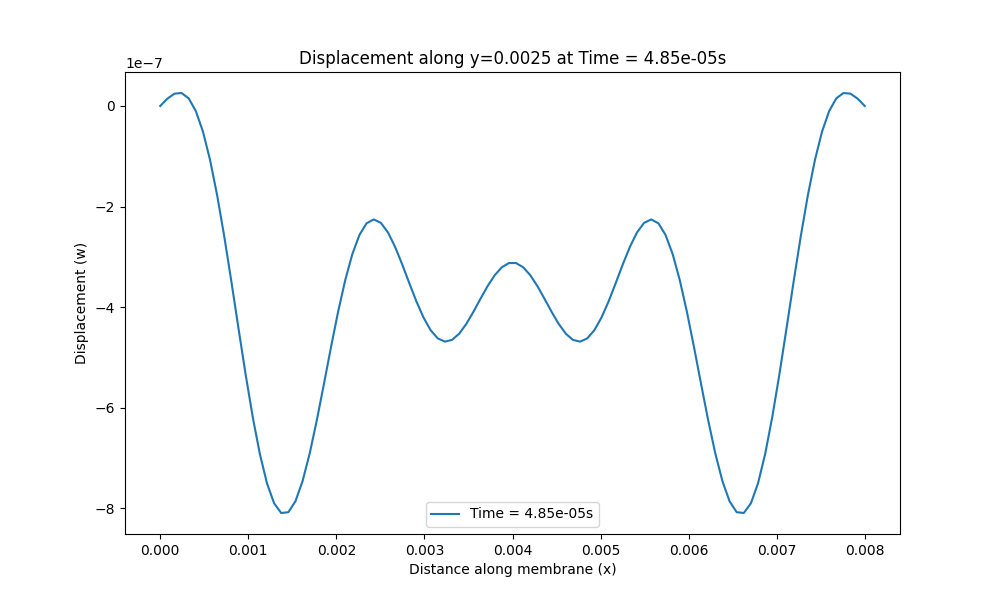 Displacement along y=0.0025 at Time = 4.85e-05s
1e−7
0
−2
−4
−6
−8
Displacement (w)
Time = 4.85e-05s
0.000 0.001 0.002 0.003 0.004 0.005 0.006 0.007 0.008
Distance along membrane (x)